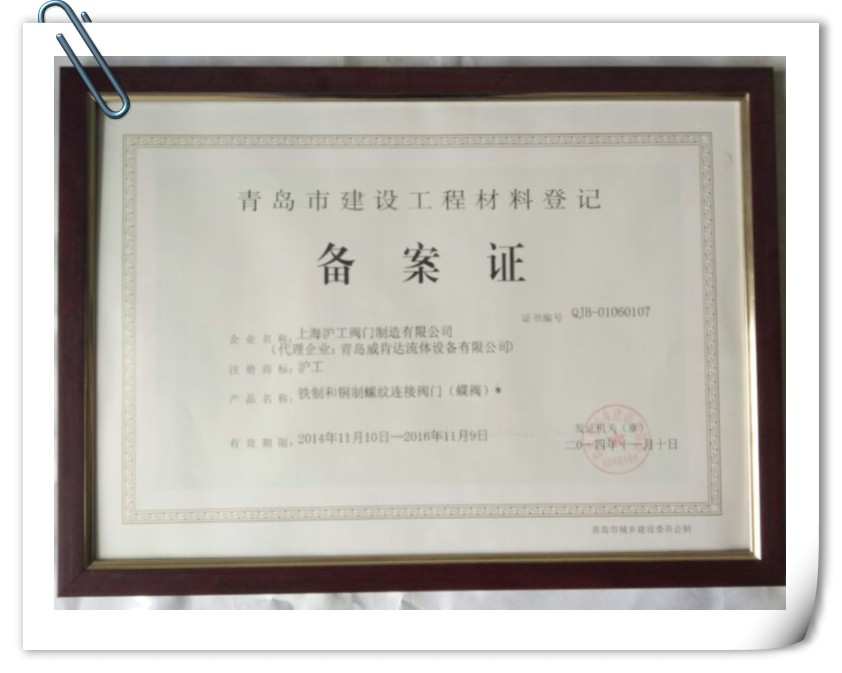 青岛市建设工程材料登记
备案证
证书编号 QJB-01060107
企业名称：上海沪工阀门制造有限公司
（代理企业：青岛威肯达流体设备有限公司）
注册商标：沪工
产品名称：铁制和铜制螺纹连接阀门（蝶阀）*
发证机关（章）
有效期限：2014年11月10日—2016年11月9日
二〇一四年十一月十日
青岛市城乡建设委员会制